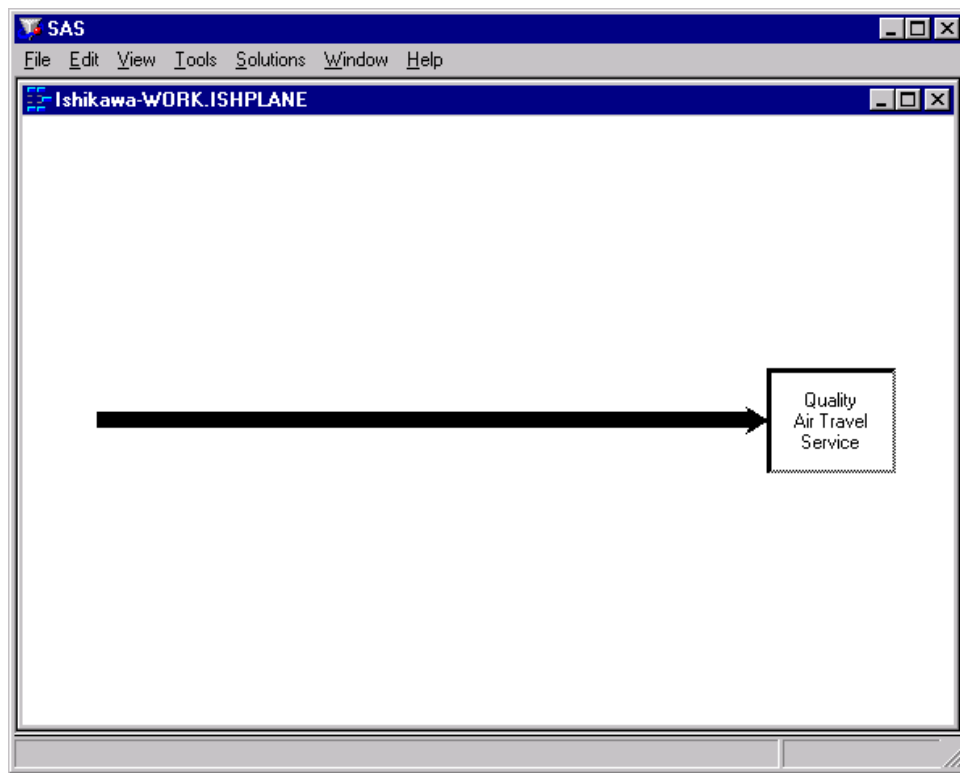 SAS
File Edit View Tools Solutions Window Help
Ishikawa-WORK.ISHPLANE
Quality
Air Travel
Service